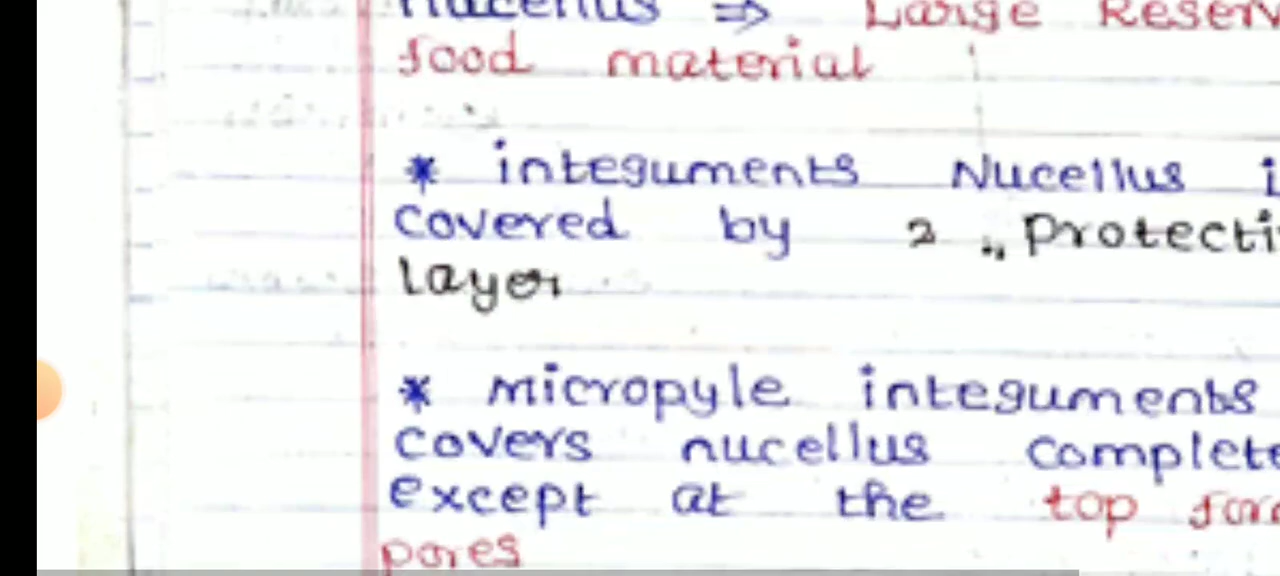 Nucellus ⇒ Large Reserv
food material
* integuments Nucellus i
covered by 2 ,, Protecti
layer
* micropyle integuments
covers nucellus complete
except at the top for
pores